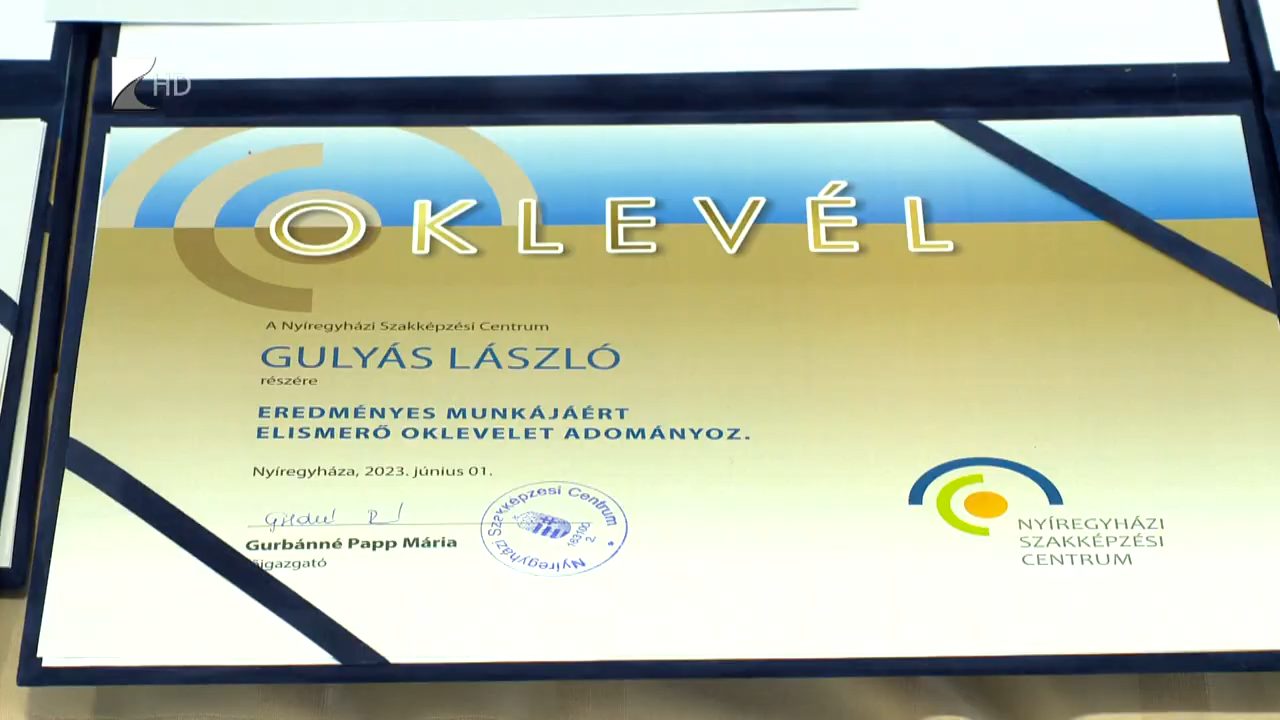 HD
OKLEVÉL
A Nyíregyházi Szakképzési Centrum
GULYÁS LÁSZLÓ
részére
EREDMÉNYES MUNKÁJÁÉRT
ELISMERŐ OKLEVELET ADOMÁNYOZ.
Nyíregyháza, 2023. június 01.
Gurbánné Papp Mária
Nyíregyházi Szakképzési Centrum
2.
NYÍREGYHÁZI
SZAKKÉPZÉSI
CENTRUM